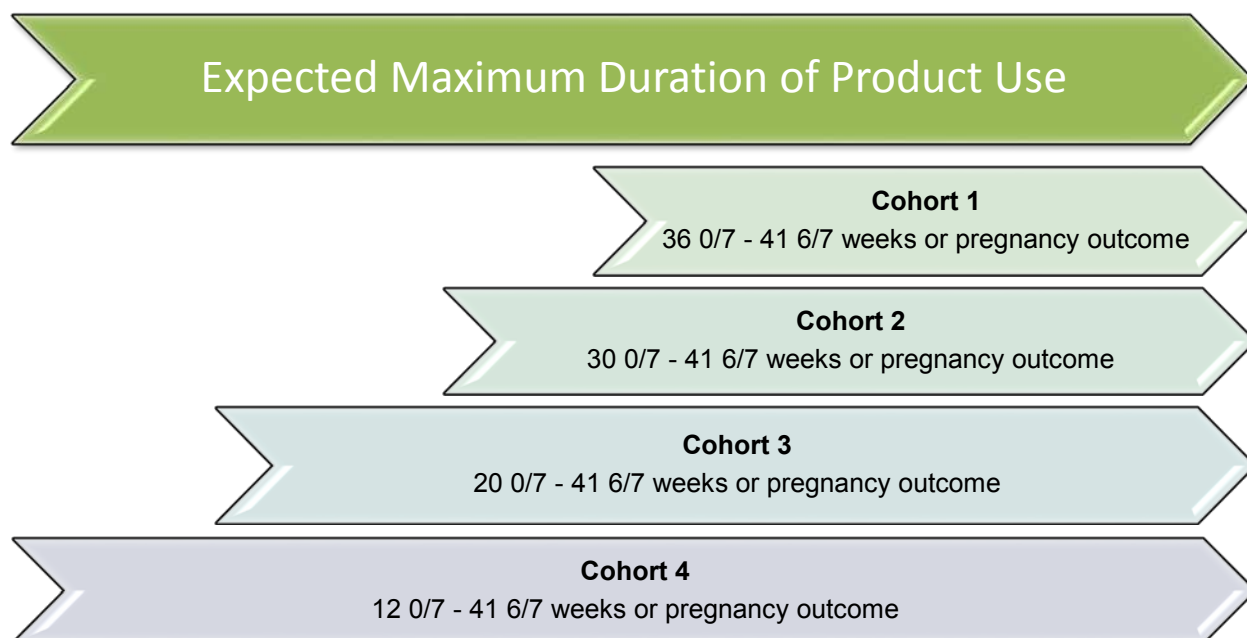 Expected Maximum Duration of Product Use
Cohort 1
36 0/7 - 41 6/7 weeks or pregnancy outcome
Cohort 2
30 0/7 - 41 6/7 weeks or pregnancy outcome
Cohort 3
20 0/7 - 41 6/7 weeks or pregnancy outcome
Cohort 4
12 0/7 - 41 6/7 weeks or pregnancy outcome